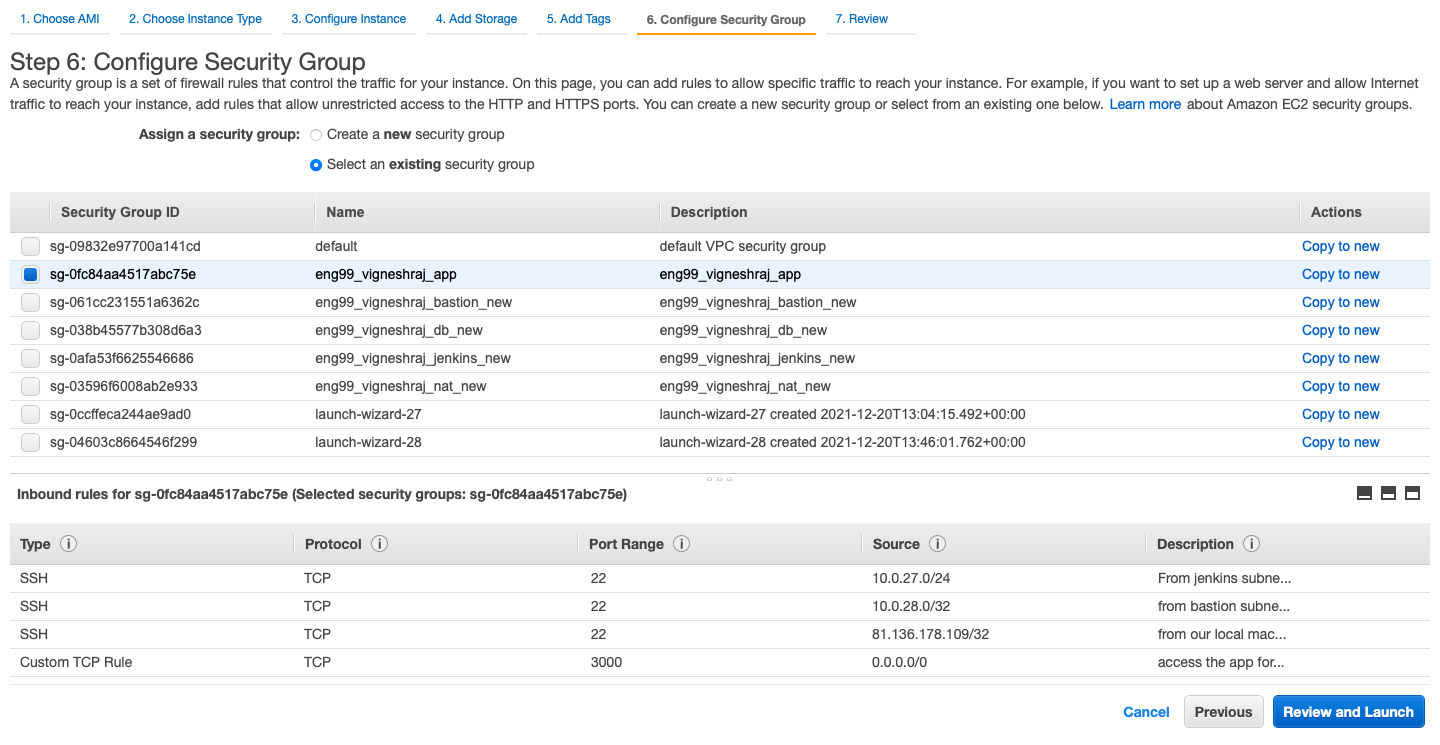 1. Choose AMI 2. Choose Instance Type 3. Configure Instance 4. Add Storage 5. Add Tags 6. Configure Security Group 7. Review
Step 6: Configure Security Group
A security group is a set of firewall rules that control the traffic for your instance. On this page, you can add rules to allow specific traffic to reach your instance. For example, if you want to set up a web server and allow Internet
traffic to reach your instance, add rules that allow unrestricted access to the HTTP and HTTPS ports. You can create a new security group or select from an existing one below. Learn more about Amazon EC2 security groups.
Assign a security group: Create a new security group
Select an existing security group
Security Group ID Name Description Actions
sg-09832e97700a141cd default default VPC security group Copy to new
sg-0fc84aa4517abc75e eng99_vigneshraj_app eng99_vigneshraj_app Copy to new
sg-061cc231551a6362c eng99_vigneshraj_bastion_new eng99_vigneshraj_bastion_new Copy to new
sg-038b45577b308d6a3 eng99_vigneshraj_db_new eng99_vigneshraj_db_new Copy to new
sg-0afa53f6625546686 eng99_vigneshraj_jenkins_new eng99_vigneshraj_jenkins_new Copy to new
sg-03596f6008ab2e933 eng99_vigneshraj_nat_new eng99_vigneshraj_nat_new Copy to new
sg-0ccffeca244ae9ad0 launch-wizard-27 launch-wizard-27 created 2021-12-20T13:04:15.492+00:00 Copy to new
sg-04603c8664546f299 launch-wizard-28 launch-wizard-28 created 2021-12-20T13:46:01.762+00:00 Copy to new
Inbound rules for sg-0fc84aa4517abc75e (Selected security groups: sg-0fc84aa4517abc75e)
Type i Protocol i Port Range i Source i Description i
SSH TCP 22 10.0.27.0/24 From jenkins subne...
SSH TCP 22 10.0.28.0/32 from bastion subne...
SSH TCP 22 81.136.178.109/32 from our local mac...
Custom TCP Rule TCP 3000 0.0.0.0/0 access the app for...
Cancel Previous Review and Launch